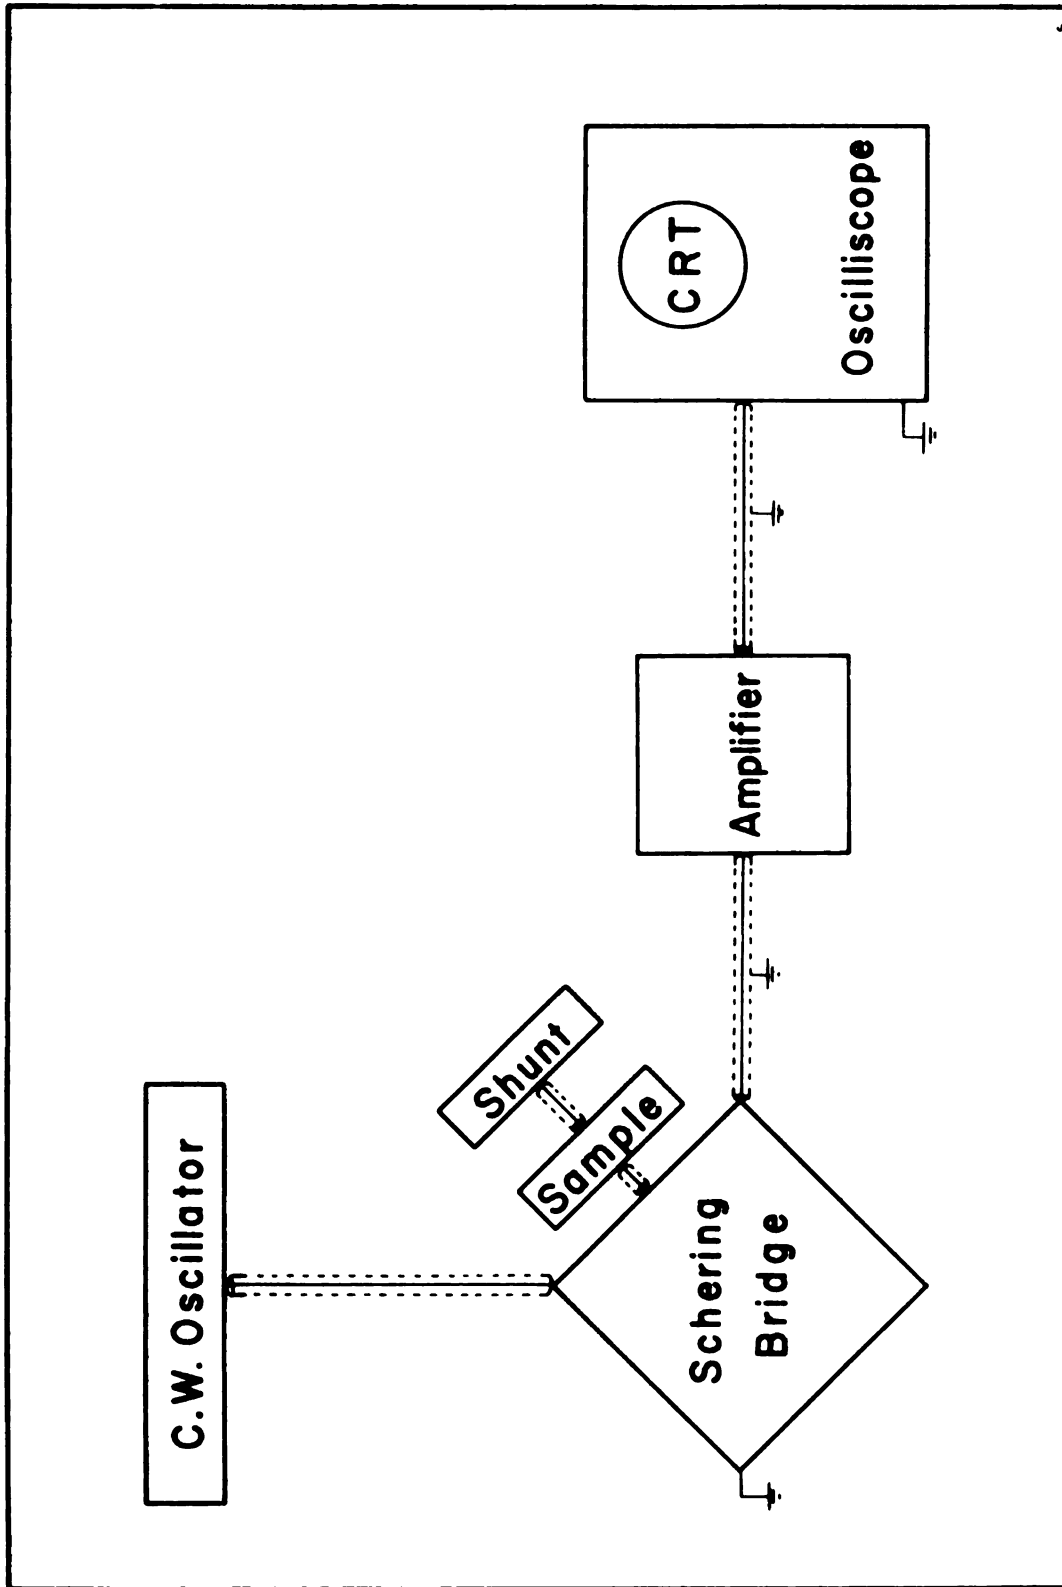 C.W. Oscillator
Shunt
Sample
Schering
Bridge
Amplifier
CRT
Oscilliscope